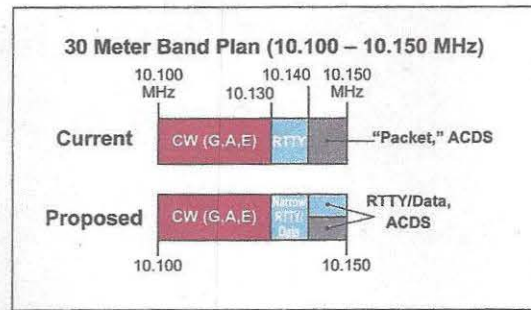 30 Meter Band Plan (10.100 – 10.150 MHz)
10.100 MHz
10.130
10.140
10.150 MHz
Current
CW (G,A,E)
RTTY
“Packet,” ACDS
Proposed
CW (G,A,E)
Narrow
RTTY/
Data
RTTY/Data,
ACDS
10.100
10.150